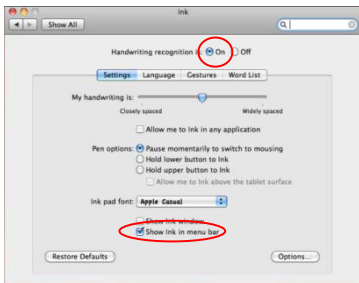 Ink
Show All
Handwriting recognition is: On Off
Settings Language Gestures Word List
My handwriting is:
Closely spaced Widely spaced
Allow me to Ink in any application
Pen options: Pause momentarily to switch to mousing
Hold lower button to Ink
Hold upper button to Ink
Allow me to Ink above the tablet surface
Ink pad font: Apple Casual
Show Ink window
Show Ink in menu bar
Restore Defaults Options...